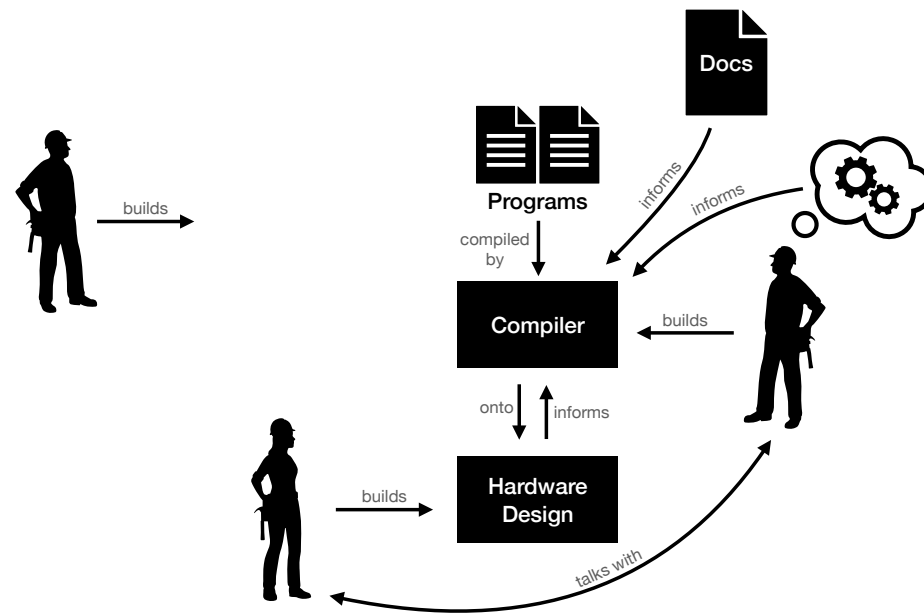 Docs
Programs
informs
informs
builds
compiled
by
Compiler
builds
onto
informs
Hardware
Design
builds
talks with